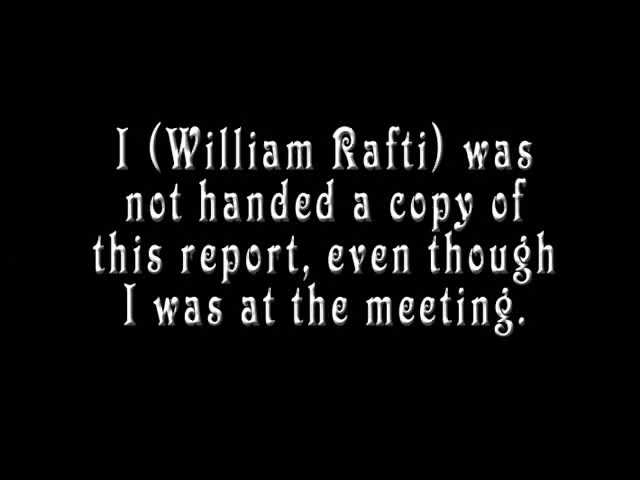 I (William Rafti) was
not handed a copy of
this report, even though
I was at the meeting.